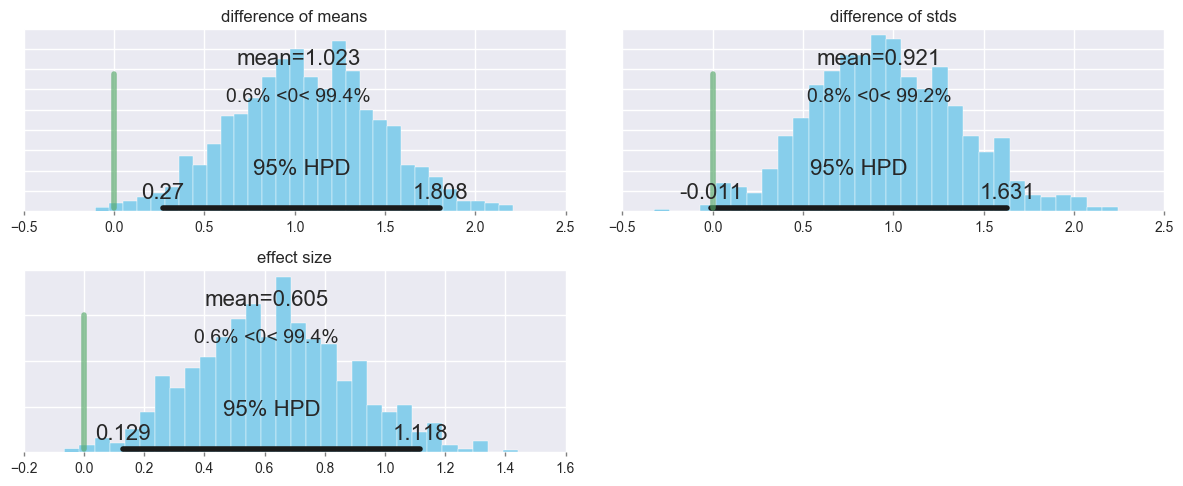 difference of means
mean=1.023
0.6% <0< 99.4%
95% HPD
0.27 1.808
−0.5 0.0 0.5 1.0 1.5 2.0 2.5
difference of stds
mean=0.921
0.8% <0< 99.2%
95% HPD
-0.011 1.631
−0.5 0.0 0.5 1.0 1.5 2.0 2.5
effect size
mean=0.605
0.6% <0< 99.4%
95% HPD
0.129 1.118
−0.2 0.0 0.2 0.4 0.6 0.8 1.0 1.2 1.4 1.6